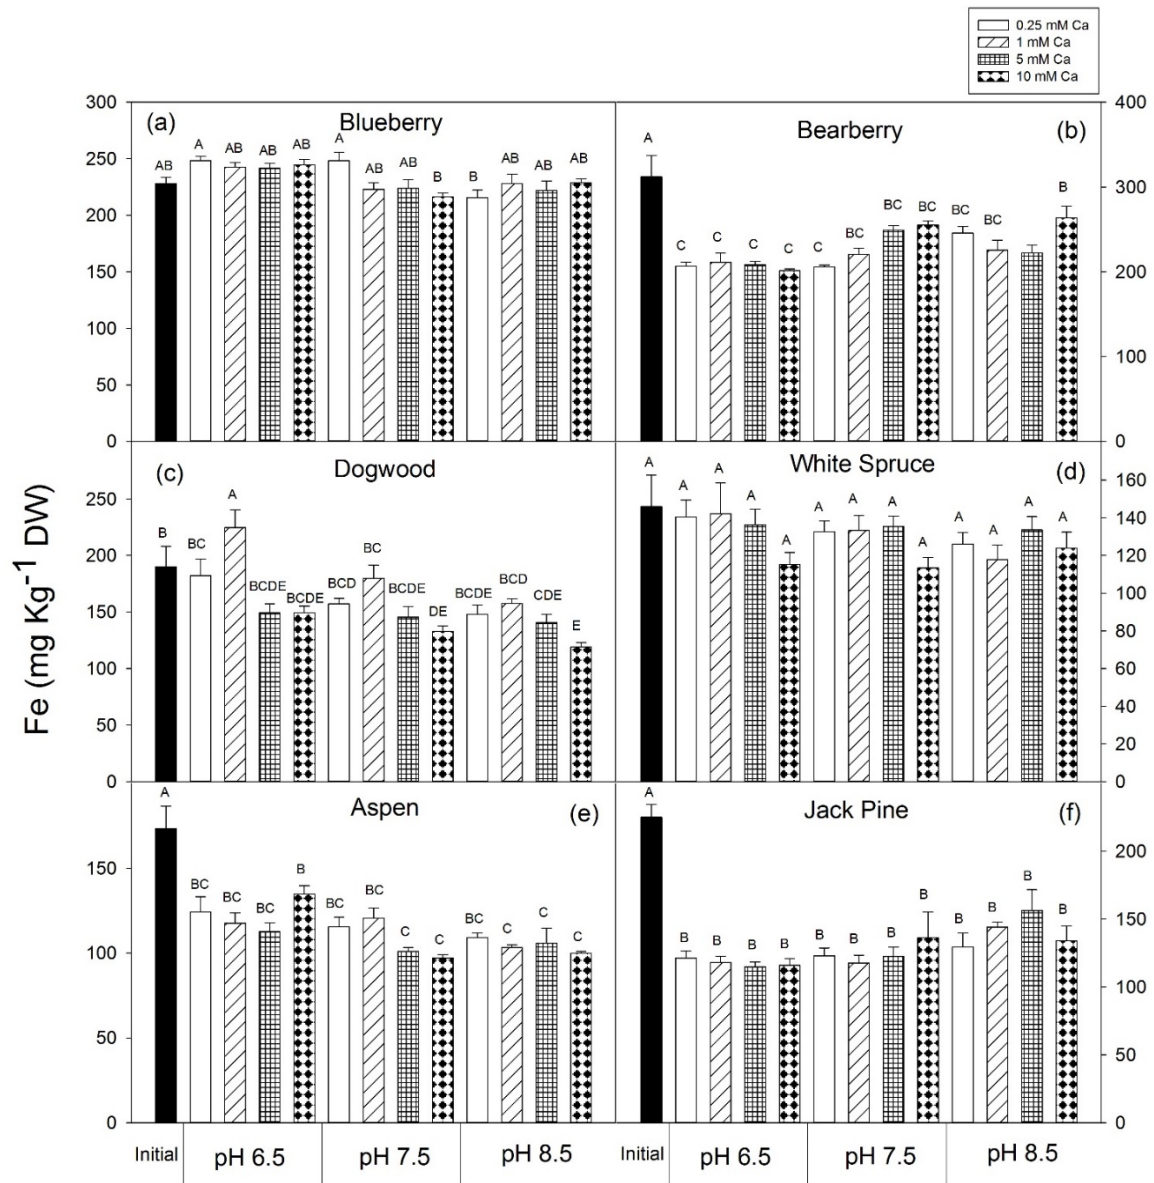 0.25 mM Ca
1 mM Ca
5 mM Ca
10 mM Ca
Fe (mg Kg⁻¹ DW)
(a) Blueberry
300
250
200
150
100
50
0
AB A AB AB AB A AB AB B B AB AB AB
Bearberry (b)
400
300
200
100
0
A C C C C C BC BC BC BC BC B
(c) Dogwood
250
200
150
100
50
0
B BC A BCDE BCDE BCD BC BCDE DE BCDE BCD CDE E
White Spruce (d)
160
140
120
100
80
60
40
20
0
A A A A A A A A A A A A A
Aspen (e)
150
100
50
0
A BC BC BC B BC BC C C BC C C C
Jack Pine (f)
200
150
100
50
0
A B B B B B B B B B B B B
Initial pH 6.5 pH 7.5 pH 8.5 Initial pH 6.5 pH 7.5 pH 8.5